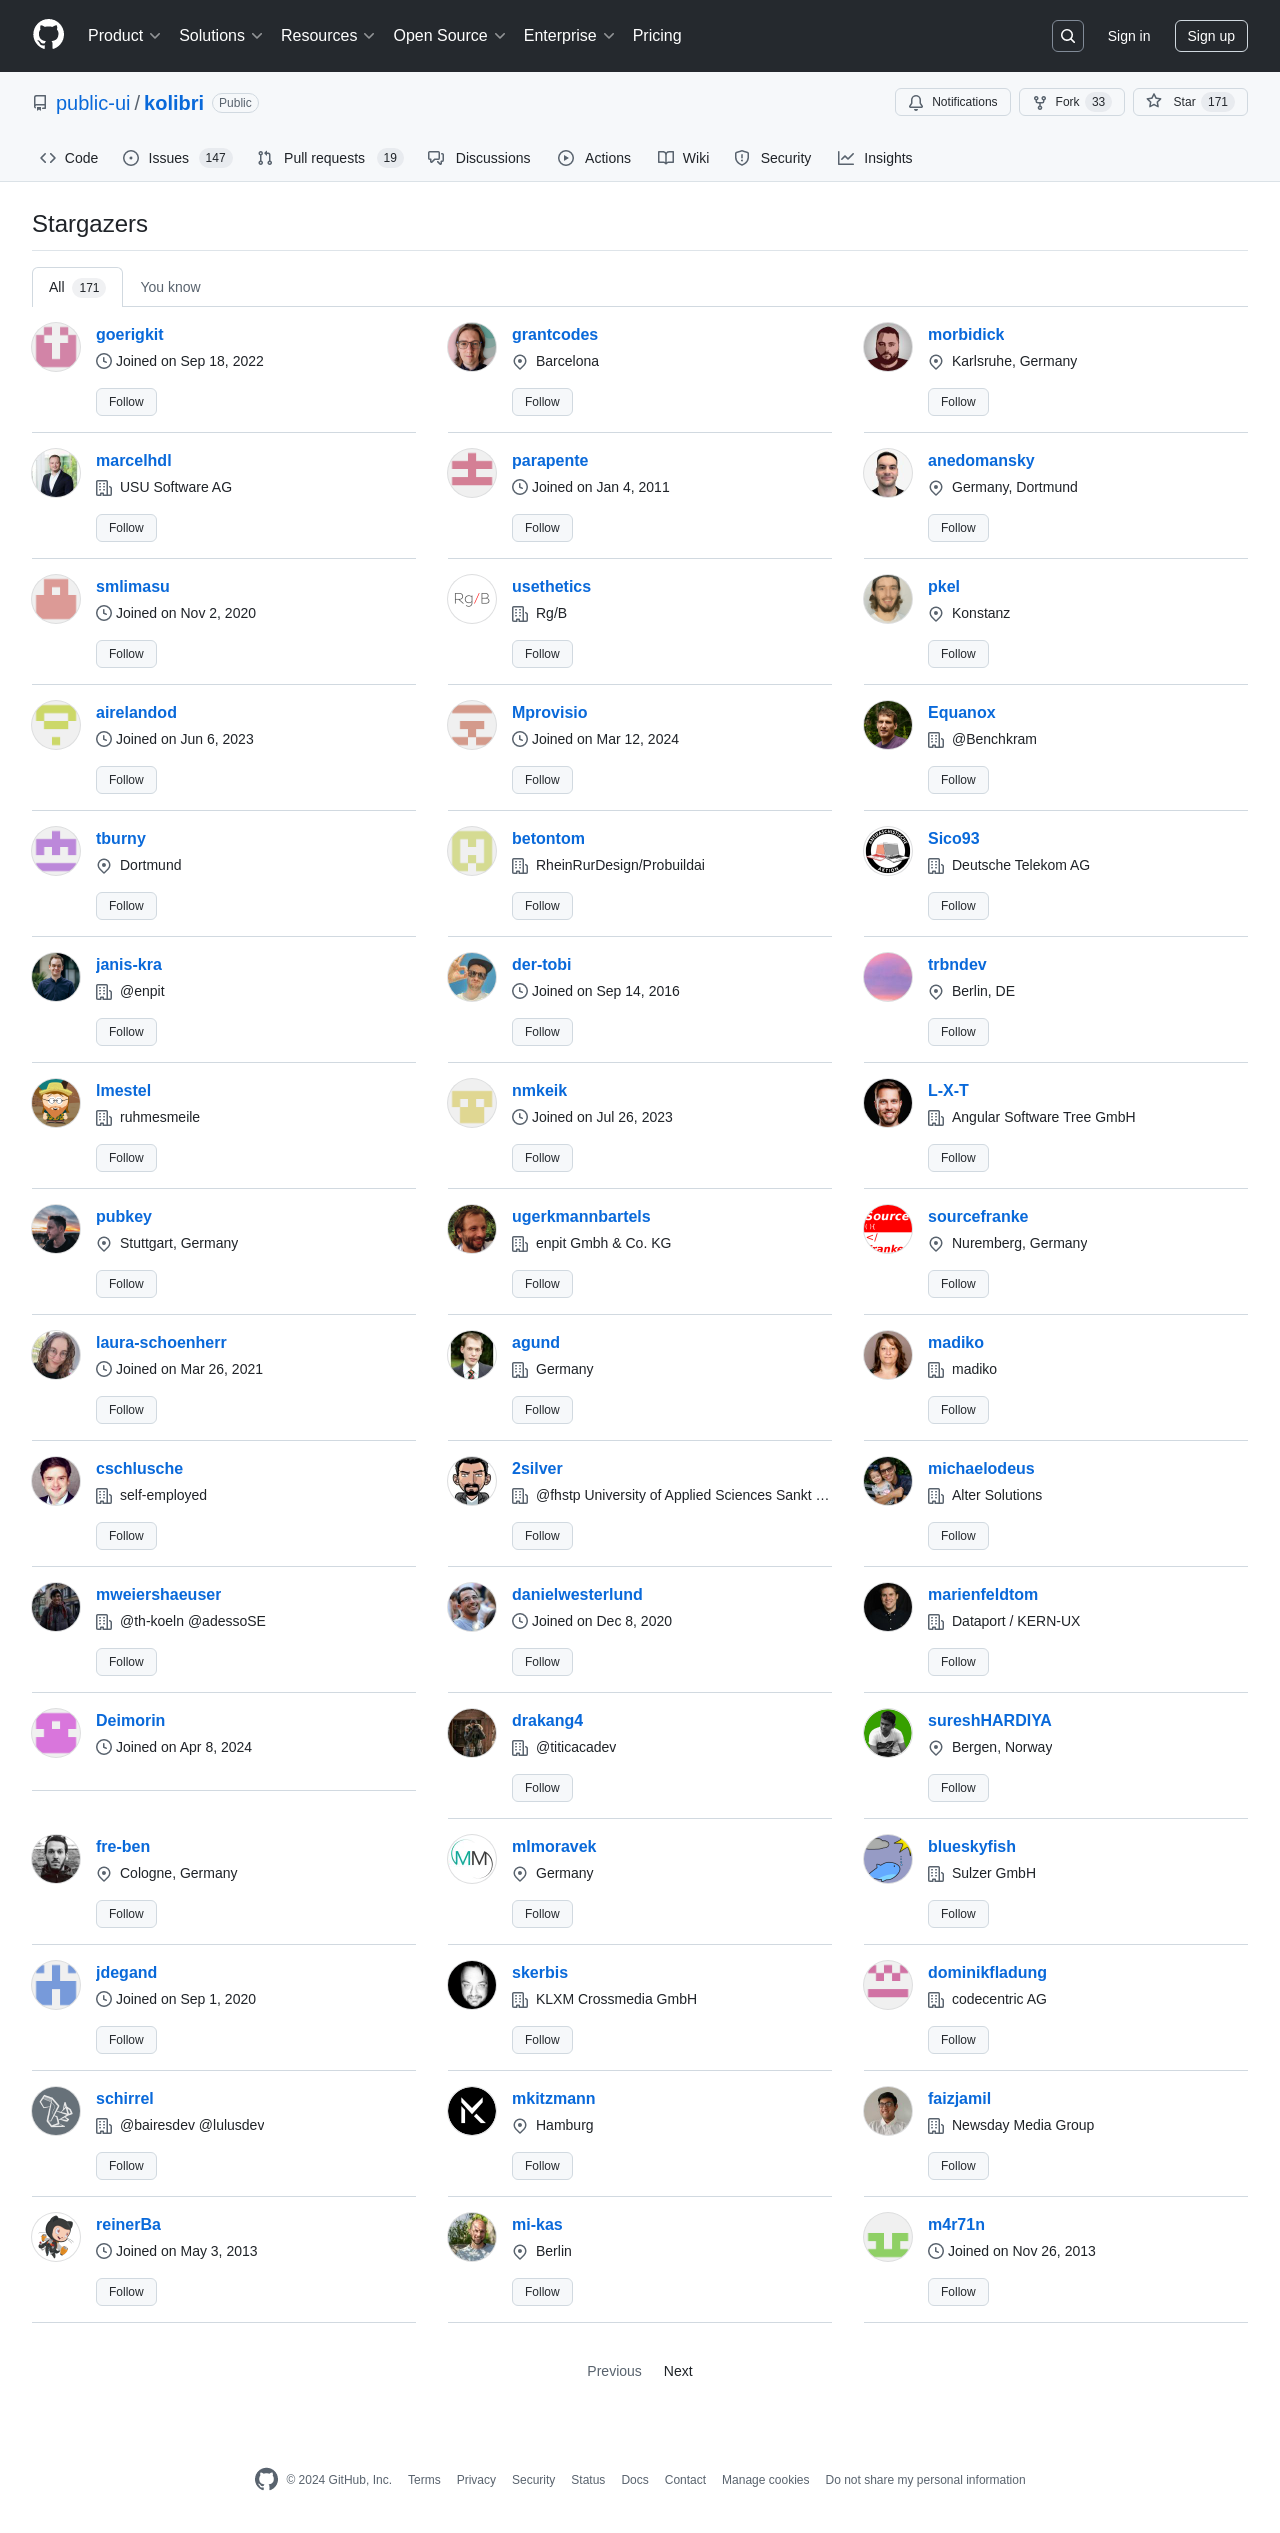 Product Solutions Resources Open Source Enterprise Pricing Sign in Sign up
public-ui / kolibri Public Notifications Fork 33 Star 171
Code Issues 147 Pull requests 19 Discussions Actions Wiki Security Insights
Stargazers
All 171 You know
goerigkit grantcodes morbidick
Joined on Sep 18, 2022 Barcelona Karlsruhe, Germany
Follow Follow Follow
marcelhdl parapente anedomansky
USU Software AG Joined on Jan 4, 2011 Germany, Dortmund
Follow Follow Follow
smlimasu usethetics pkel
Rg/B
Joined on Nov 2, 2020 Rg/B Konstanz
Follow Follow Follow
airelandod Mprovisio Equanox
Joined on Jun 6, 2023 Joined on Mar 12, 2024 @Benchkram
Follow Follow Follow
tburny betontom Sico93
Dortmund RheinRurDesign/Probuildai Deutsche Telekom AG
Follow Follow Follow
janis-kra der-tobi trbndev
@enpit Joined on Sep 14, 2016 Berlin, DE
Follow Follow Follow
lmestel nmkeik L-X-T
ruhmesmeile Joined on Jul 26, 2023 Angular Software Tree GmbH
Follow Follow Follow
pubkey ugerkmannbartels Source sourcefranke
Stuttgart, Germany enpit Gmbh & Co. KG </ Nuremberg, Germany
franke
Follow Follow Follow
laura-schoenherr agund madiko
Joined on Mar 26, 2021 Germany madiko
Follow Follow Follow
cschlusche 2silver michaelodeus
self-employed @fhstp University of Applied Sciences Sankt … Alter Solutions
Follow Follow Follow
mweiershaeuser danielwesterlund marienfeldtom
@th-koeln @adessoSE Joined on Dec 8, 2020 Dataport / KERN-UX
Follow Follow Follow
Deimorin drakang4 sureshHARDIYA
Joined on Apr 8, 2024 @titicacadev Bergen, Norway
Follow Follow
fre-ben mlmoravek blueskyfish
MM
Cologne, Germany Germany Sulzer GmbH
Follow Follow Follow
jdegand skerbis dominikfladung
Joined on Sep 1, 2020 KLXM Crossmedia GmbH codecentric AG
Follow Follow Follow
schirrel mkitzmann faizjamil
@bairesdev @lulusdev Hamburg Newsday Media Group
Follow Follow Follow
reinerBa mi-kas m4r71n
Joined on May 3, 2013 Berlin Joined on Nov 26, 2013
Follow Follow Follow
Previous Next
© 2024 GitHub, Inc. Terms Privacy Security Status Docs Contact Manage cookies Do not share my personal information